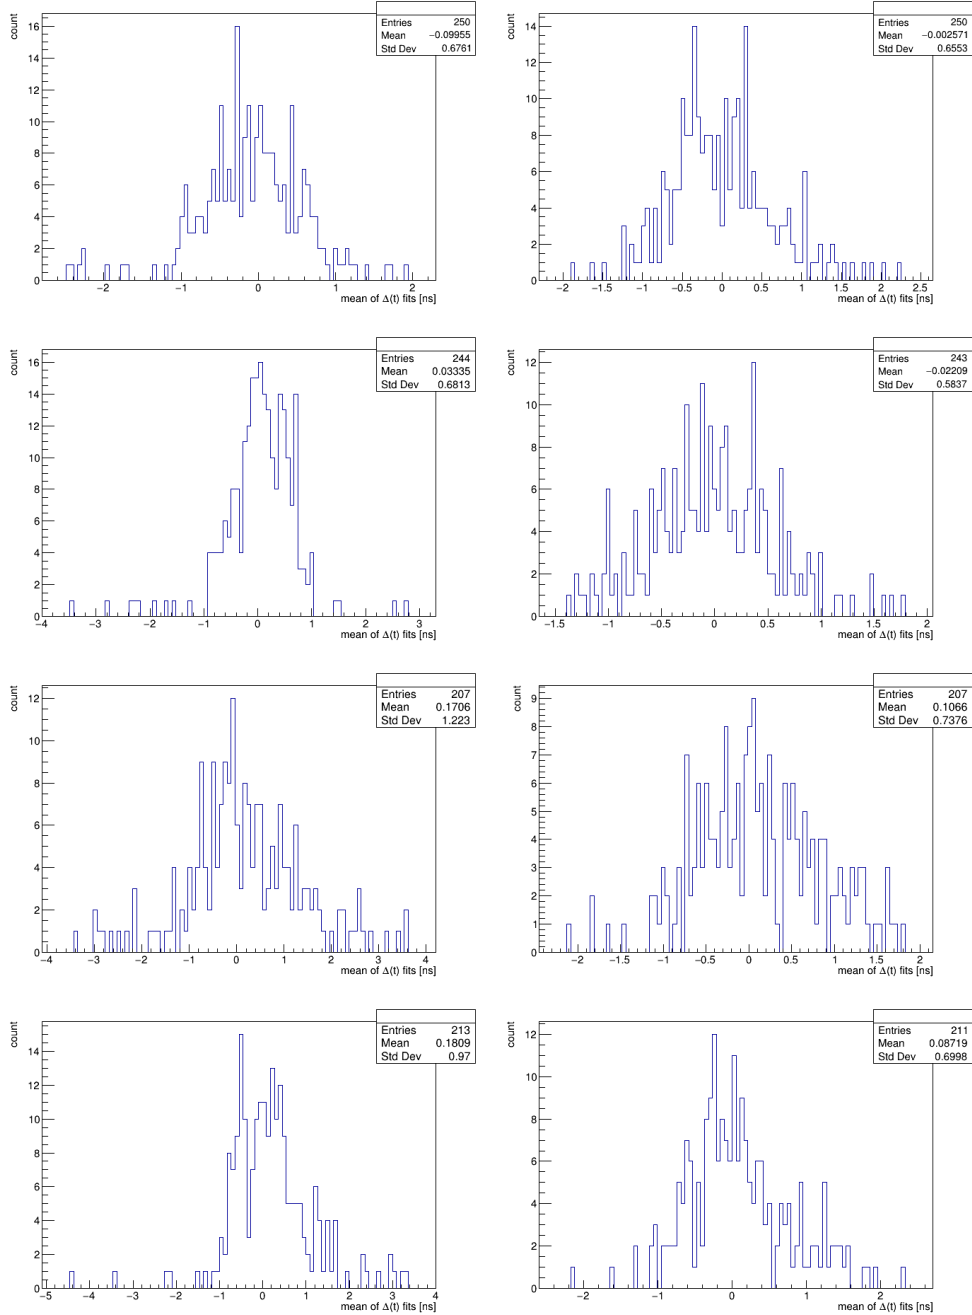 count
Entries 250
Mean −0.09955
Std Dev 0.6761
16
14
12
10
8
6
4
2
0
−2 −1 0 1 2
mean of Δ(t) fits [ns]
count
Entries 250
Mean −0.002571
Std Dev 0.6553
14
12
10
8
6
4
2
0
−2 −1.5 −1 −0.5 0 0.5 1 1.5 2 2.5
mean of Δ(t) fits [ns]
count
Entries 244
Mean 0.03335
Std Dev 0.6813
16
14
12
10
8
6
4
2
0
−4 −3 −2 −1 0 1 2 3
mean of Δ(t) fits [ns]
count
Entries 243
Mean −0.02209
Std Dev 0.5837
12
10
8
6
4
2
0
−1.5 −1 −0.5 0 0.5 1 1.5 2
mean of Δ(t) fits [ns]
count
Entries 207
Mean 0.1706
Std Dev 1.223
12
10
8
6
4
2
0
−4 −3 −2 −1 0 1 2 3 4
mean of Δ(t) fits [ns]
count
Entries 207
Mean 0.1066
Std Dev 0.7376
9
8
7
6
5
4
3
2
1
0
−2 −1.5 −1 −0.5 0 0.5 1 1.5 2
mean of Δ(t) fits [ns]
count
Entries 213
Mean 0.1809
Std Dev 0.97
14
12
10
8
6
4
2
0
−5 −4 −3 −2 −1 0 1 2 3 4
mean of Δ(t) fits [ns]
count
Entries 211
Mean 0.08719
Std Dev 0.6998
12
10
8
6
4
2
0
−2 −1 0 1 2
mean of Δ(t) fits [ns]